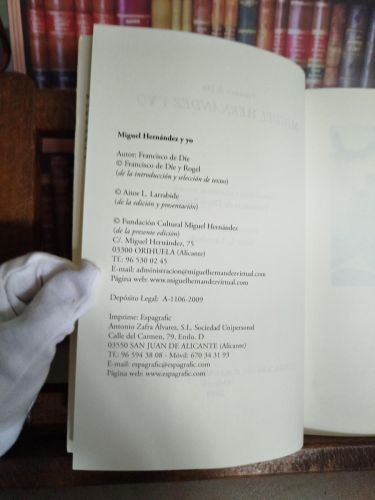 Miguel Hernández y yo
Autor: Francisco de Díe
© Francisco de Díe y Rogel
(de la introducción y selección de textos)
© Aitor L. Larrabide
(de la edición y presentación)
© Fundación Cultural Miguel Hernández
(de la presente edición)
C/. Miguel Hernández, 75
03300 ORIHUELA (Alicante)
Tf.: 96 530 02 45
E-mail: administracion@miguelhernandezvirtual.com
Página web: www.miguelhernandezvirtual.com
Depósito Legal: A-1106-2009
Imprime: Espagrafic
Antonio Zafra Álvarez, S.L. Sociedad Unipersonal
Calle del Carmen, 79, Endo. D
03550 SAN JUAN DE ALICANTE (Alicante)
Tf.: 96 594 38 08 - Móvil: 670 34 31 93
E-mail: espagrafic@espagrafic.com
Página web: www.espagrafic.com